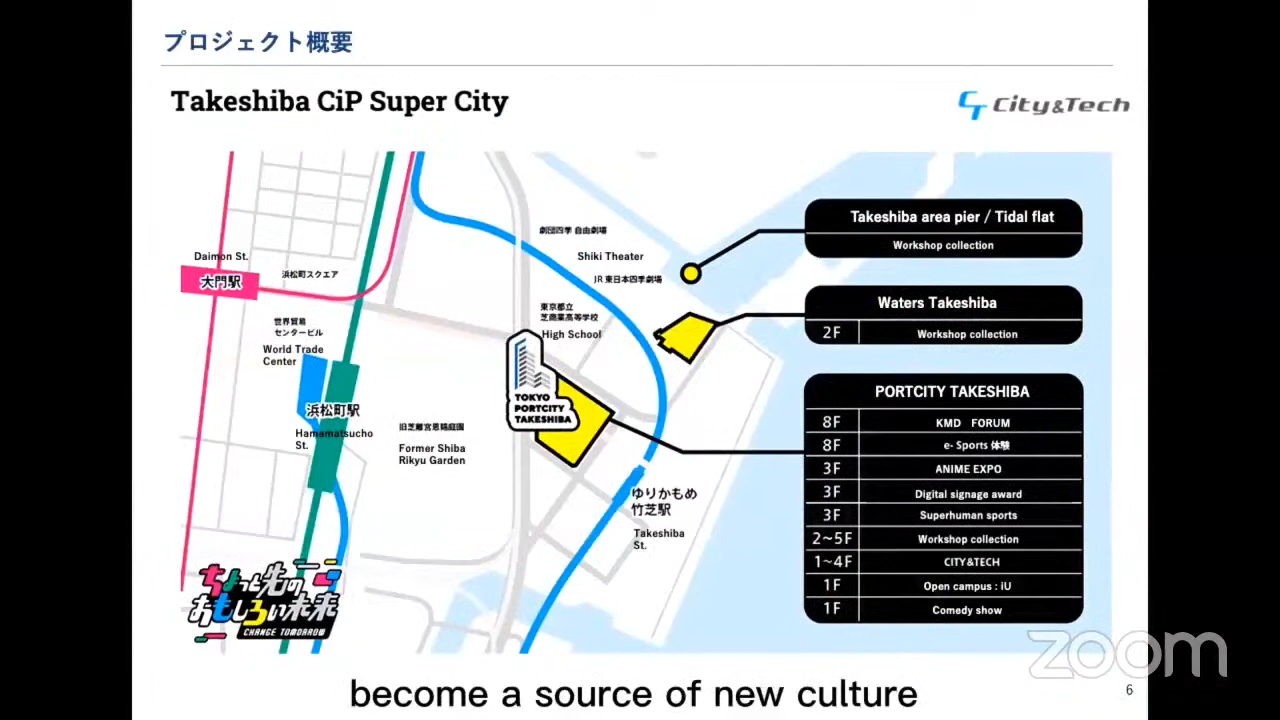 プロジェクト概要
Takeshiba CiP Super City
City&Tech
Daimon St.
大門駅
浜松町スクエア
劇団四季 自由劇場
Shiki Theater
JR 東日本四季劇場
東京都立
芝商業高等学校
High School
世界貿易
センタービル
World Trade
Center
浜松町駅
Hamamatsucho
St.
TOKYO
PORTCITY
TAKESHIBA
旧芝離宮恩賜庭園
Former Shiba
Rikyu Garden
ゆりかもめ
竹芝駅
Takeshiba
St.
Takeshiba area pier / Tidal flat
Workshop collection
Waters Takeshiba
2F Workshop collection
PORTCITY TAKESHIBA
8F KMD FORUM
8F e- Sports 体験
3F ANIME EXPO
3F Digital signage award
3F Superhuman sports
2~5F Workshop collection
1~4F CITY&TECH
1F Open campus : iU
1F Comedy show
ちょっと先の
おもしろい未来
CHANGE TOMORROW
zoom
become a source of new culture
6